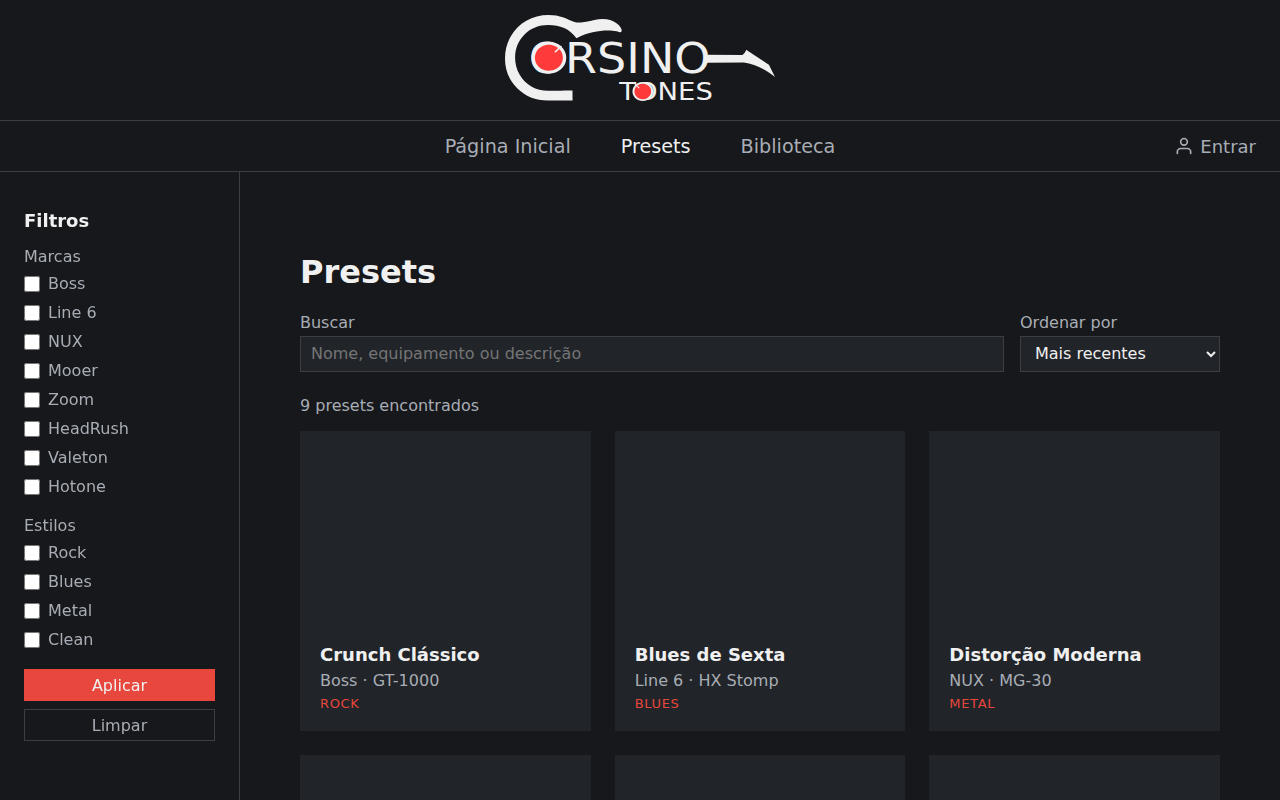 CORSINO
TONES
Página Inicial
Presets
Biblioteca
Entrar
Filtros
Marcas
Boss
Line 6
NUX
Mooer
Zoom
HeadRush
Valeton
Hotone
Estilos
Rock
Blues
Metal
Clean
Aplicar
Limpar
Presets
Buscar
Nome, equipamento ou descrição
Ordenar por
Mais recentes
9 presets encontrados
Crunch Clássico
Boss · GT-1000
ROCK
Blues de Sexta
Line 6 · HX Stomp
BLUES
Distorção Moderna
NUX · MG-30
METAL